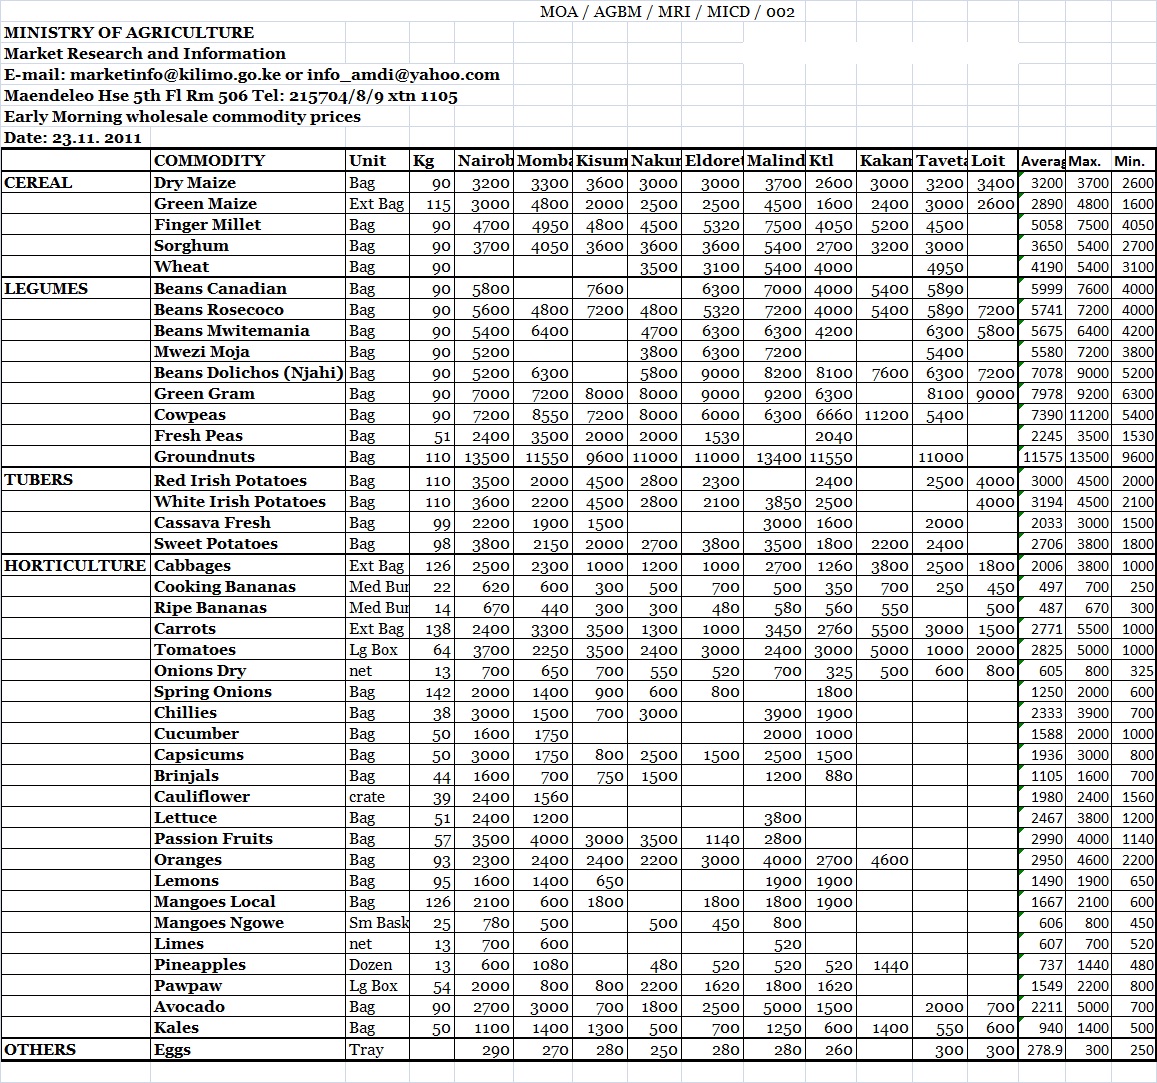 MOA / AGBM / MRI / MICD / 002
MINISTRY OF AGRICULTURE
Market Research and Information
E-mail: marketinfo@kilimo.go.ke or info_amdi@yahoo.com
Maendeleo Hse 5th Fl Rm 506 Tel: 215704/8/9 xtn 1105
Early Morning wholesale commodity prices
Date: 23.11. 2011
COMMODITY Unit Kg Nairob Momba Kisum Nakur Eldoret Malind Ktl Kakan Taveta Loit Averag Max. Min.
CEREAL Dry Maize Bag 90 3200 3300 3600 3000 3000 3700 2600 3000 3200 3400 3200 3700 2600
Green Maize Ext Bag 115 3000 4800 2000 2500 2500 4500 1600 2400 3000 2600 2890 4800 1600
Finger Millet Bag 90 4700 4950 4800 4500 5320 7500 4050 5200 4500 5058 7500 4050
Sorghum Bag 90 3700 4050 3600 3600 3600 5400 2700 3200 3000 3650 5400 2700
Wheat Bag 90 3500 3100 5400 4000 4950 4190 5400 3100
LEGUMES Beans Canadian Bag 90 5800 7600 6300 7000 4000 5400 5890 5999 7600 4000
Beans Rosecoco Bag 90 5600 4800 7200 4800 5320 7200 4000 5400 5890 7200 5741 7200 4000
Beans Mwitemania Bag 90 5400 6400 4700 6300 6300 4200 6300 5800 5675 6400 4200
Mwezi Moja Bag 90 5200 3800 6300 7200 5400 5580 7200 3800
Beans Dolichos (Njahi) Bag 90 5200 6300 5800 9000 8200 8100 7600 6300 7200 7078 9000 5200
Green Gram Bag 90 7000 7200 8000 8000 9000 9200 6300 8100 9000 7978 9200 6300
Cowpeas Bag 90 7200 8550 7200 8000 6000 6300 6660 11200 5400 7390 11200 5400
Fresh Peas Bag 51 2400 3500 2000 2000 1530 2040 2245 3500 1530
Groundnuts Bag 110 13500 11550 9600 11000 11000 13400 11550 11000 11575 13500 9600
TUBERS Red Irish Potatoes Bag 110 3500 2000 4500 2800 2300 2400 2500 4000 3000 4500 2000
White Irish Potatoes Bag 110 3600 2200 4500 2800 2100 3850 2500 4000 3194 4500 2100
Cassava Fresh Bag 99 2200 1900 1500 3000 1600 2000 2033 3000 1500
Sweet Potatoes Bag 98 3800 2150 2000 2700 3800 3500 1800 2200 2400 2706 3800 1800
HORTICULTURE Cabbages Ext Bag 126 2500 2300 1000 1200 1000 2700 1260 3800 2500 1800 2006 3800 1000
Cooking Bananas Med Bun 22 620 600 300 500 700 500 350 700 250 450 497 700 250
Ripe Bananas Med Bun 14 670 440 300 300 480 580 560 550 500 487 670 300
Carrots Ext Bag 138 2400 3300 3500 1300 1000 3450 2760 5500 3000 1500 2771 5500 1000
Tomatoes Lg Box 64 3700 2250 3500 2400 3000 2400 3000 5000 1000 2000 2825 5000 1000
Onions Dry net 13 700 650 700 550 520 700 325 500 600 800 605 800 325
Spring Onions Bag 142 2000 1400 900 600 800 1800 1250 2000 600
Chillies Bag 38 3000 1500 700 3000 3900 1900 2333 3900 700
Cucumber Bag 50 1600 1750 2000 1000 1588 2000 1000
Capsicums Bag 50 3000 1750 800 2500 1500 2500 1500 1936 3000 800
Brinjals Bag 44 1600 700 750 1500 1200 880 1105 1600 700
Cauliflower crate 39 2400 1560 1980 2400 1560
Lettuce Bag 51 2400 1200 3800 2467 3800 1200
Passion Fruits Bag 57 3500 4000 3000 3500 1140 2800 2990 4000 1140
Oranges Bag 93 2300 2400 2400 2200 3000 4000 2700 4600 2950 4600 2200
Lemons Bag 95 1600 1400 650 1900 1900 1490 1900 650
Mangoes Local Bag 126 2100 600 1800 1800 1800 1900 1667 2100 600
Mangoes Ngowe Sm Bask 25 780 500 500 450 800 606 800 450
Limes net 13 700 600 520 607 700 520
Pineapples Dozen 13 600 1080 480 520 520 520 1440 737 1440 480
Pawpaw Lg Box 54 2000 800 800 2200 1620 1800 1620 1549 2200 800
Avocado Bag 90 2700 3000 700 1800 2500 5000 1500 2000 700 2211 5000 700
Kales Bag 50 1100 1400 1300 500 700 1250 600 1400 550 600 940 1400 500
OTHERS Eggs Tray 290 270 280 250 280 280 260 300 300 278.9 300 250